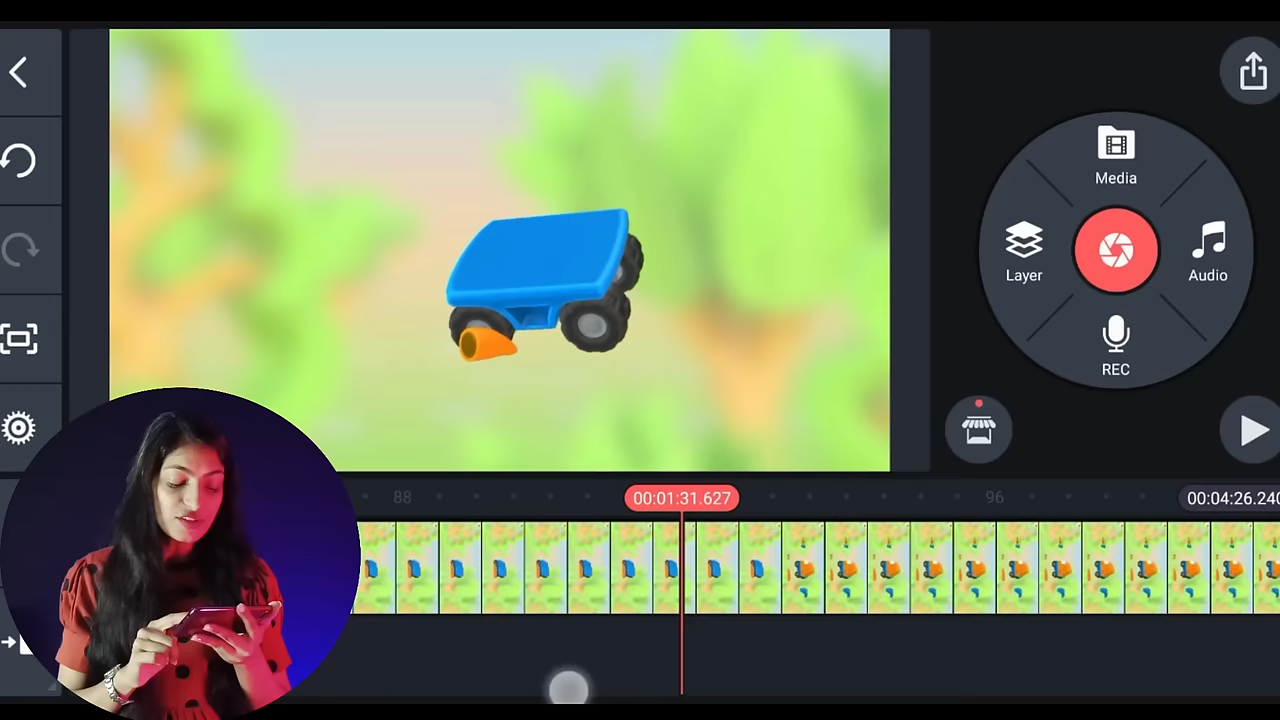 Media
Layer
Audio
REC
88
00:01:31.627
96
00:04:26.240